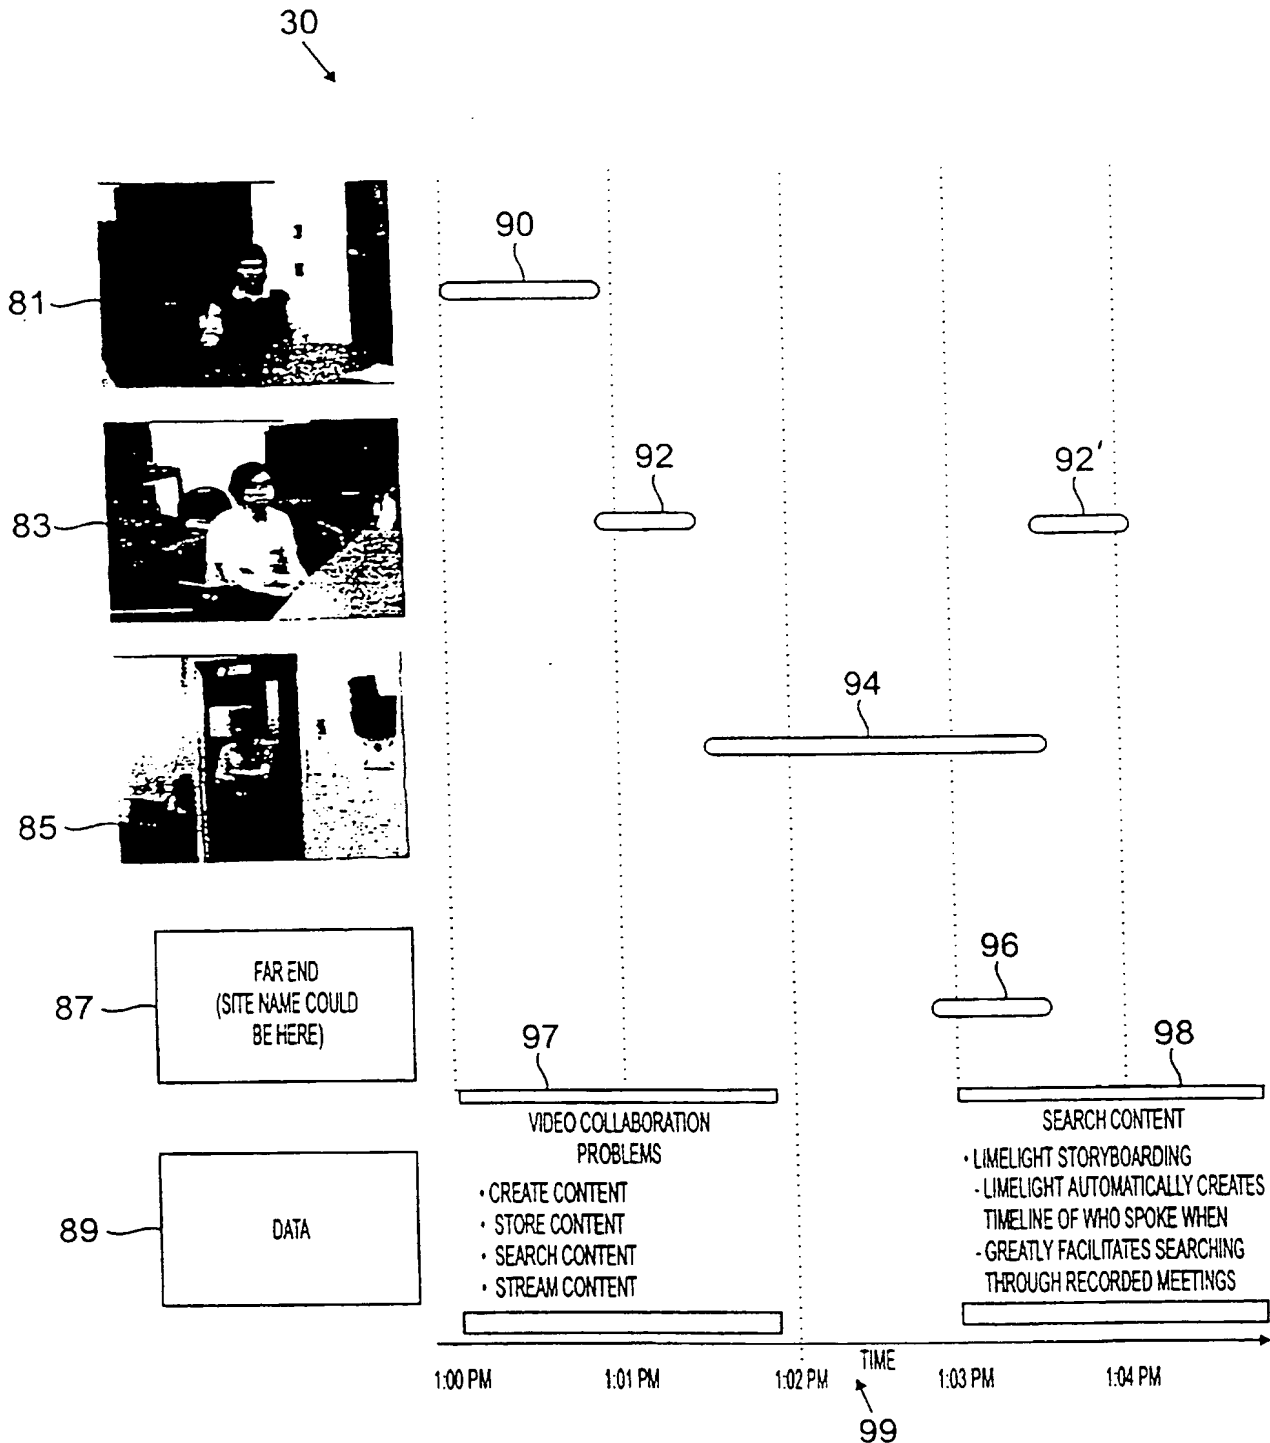 30
90
81
92
92'
83
94
85
96
FAR END
(SITE NAME COULD
BE HERE)
87
97
98
VIDEO COLLABORATION
PROBLEMS
• CREATE CONTENT
• STORE CONTENT
• SEARCH CONTENT
• STREAM CONTENT
SEARCH CONTENT
• LIMELIGHT STORYBOARDING
- LIMELIGHT AUTOMATICALLY CREATES
TIMELINE OF WHO SPOKE WHEN
- GREATLY FACILITATES SEARCHING
THROUGH RECORDED MEETINGS
89
DATA
TIME
1:00 PM
1:01 PM
1:02 PM
1:03 PM
1:04 PM
99